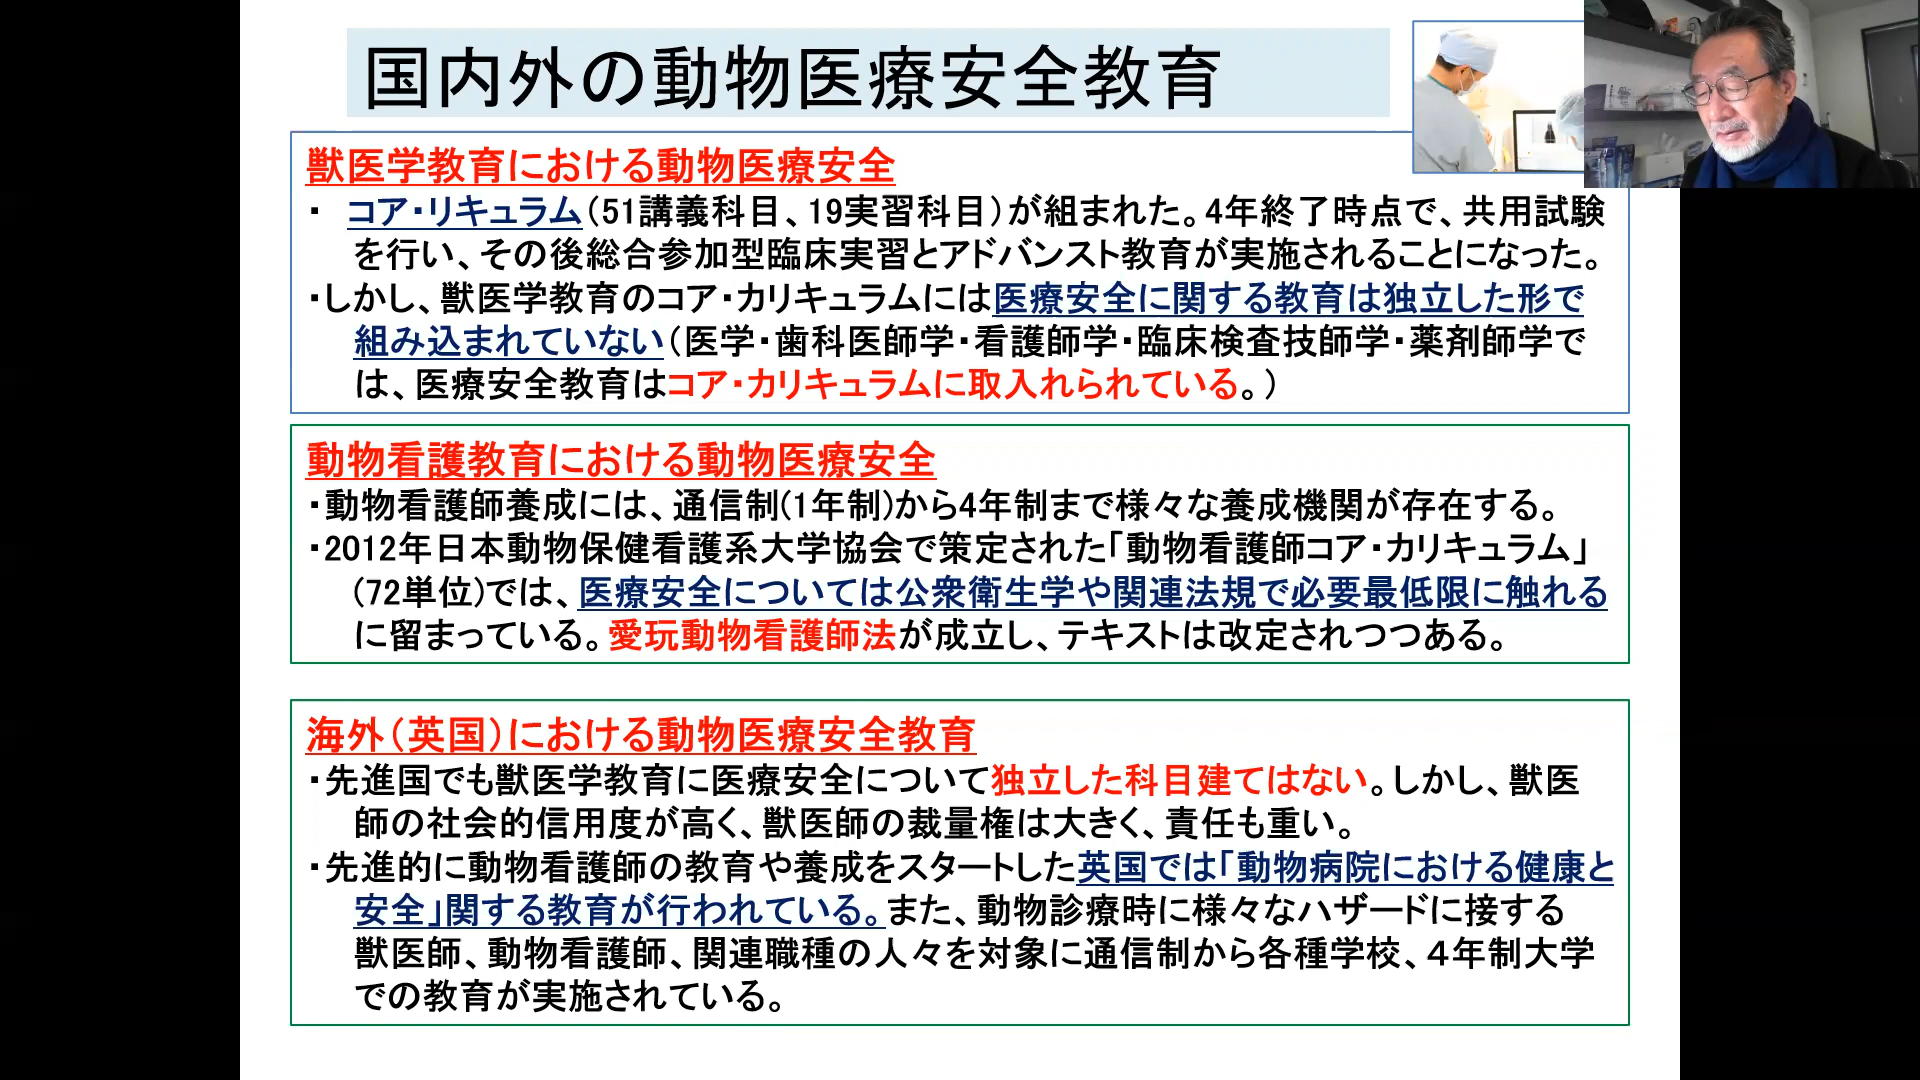 国内外の動物医療安全教育
獣医学教育における動物医療安全
・ コア・リキュラム（51講義科目、19実習科目）が組まれた。4年終了時点で、共用試験
を行い、その後総合参加型臨床実習とアドバンスト教育が実施されることになった。
・しかし、獣医学教育のコア・カリキュラムには医療安全に関する教育は独立した形で
組み込まれていない（医学・歯科医師学・看護師学・臨床検査技師学・薬剤師学で
は、医療安全教育はコア・カリキュラムに取入れられている。）
動物看護教育における動物医療安全
・動物看護師養成には、通信制(1年制)から4年制まで様々な養成機関が存在する。
・2012年日本動物保健看護系大学協会で策定された「動物看護師コア・カリキュラム」
(72単位)では、医療安全については公衆衛生学や関連法規で必要最低限に触れる
に留まっている。愛玩動物看護師法が成立し、テキストは改定されつつある。
海外（英国）における動物医療安全教育
・先進国でも獣医学教育に医療安全について独立した科目建てはない。しかし、獣医
師の社会的信用度が高く、獣医師の裁量権は大きく、責任も重い。
・先進的に動物看護師の教育や養成をスタートした英国では「動物病院における健康と
安全」関する教育が行われている。また、動物診療時に様々なハザードに接する
獣医師、動物看護師、関連職種の人々を対象に通信制から各種学校、４年制大学
での教育が実施されている。